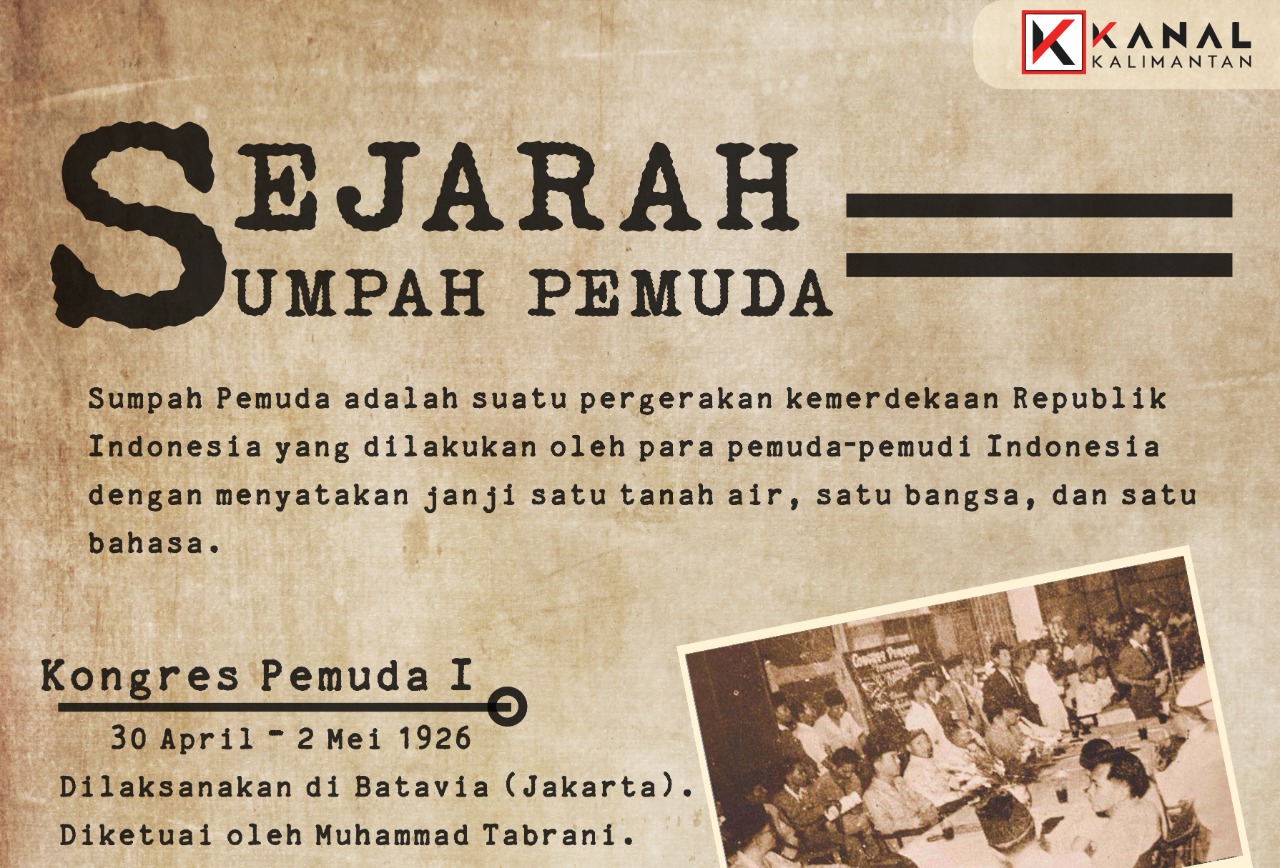 KANAL
KALIMANTAN
SEJARAH
SUMPAH PEMUDA
Sumpah Pemuda adalah suatu pergerakan kemerdekaan Republik
Indonesia yang dilakukan oleh para pemuda-pemudi Indonesia
dengan menyatakan janji satu tanah air, satu bangsa, dan satu
bahasa.
Kongres Pemuda I
30 April - 2 Mei 1926
Dilaksanakan di Batavia (Jakarta).
Diketuai oleh Muhammad Tabrani.